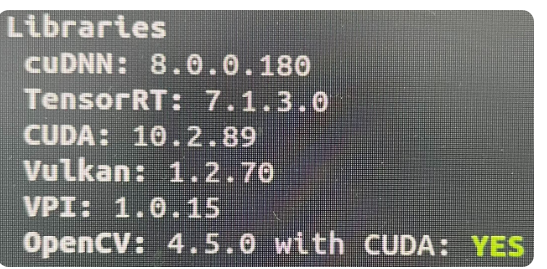 Libraries
cuDNN: 8.0.0.180
TensorRT: 7.1.3.0
CUDA: 10.2.89
Vulkan: 1.2.70
VPI: 1.0.15
OpenCV: 4.5.0 with CUDA: YES